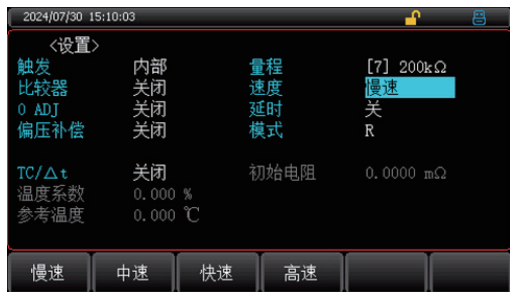 2024/07/30 15:10:03
<设置>
触发 内部 量程 [7] 200kΩ
比较器 关闭 速度 慢速
0 ADJ 关闭 延时 关
偏压补偿 关闭 模式 R
TC/△t 关闭 初始电阻 0.0000 mΩ
温度系数 0.000 %
参考温度 0.000 ℃
慢速 中速 快速 高速